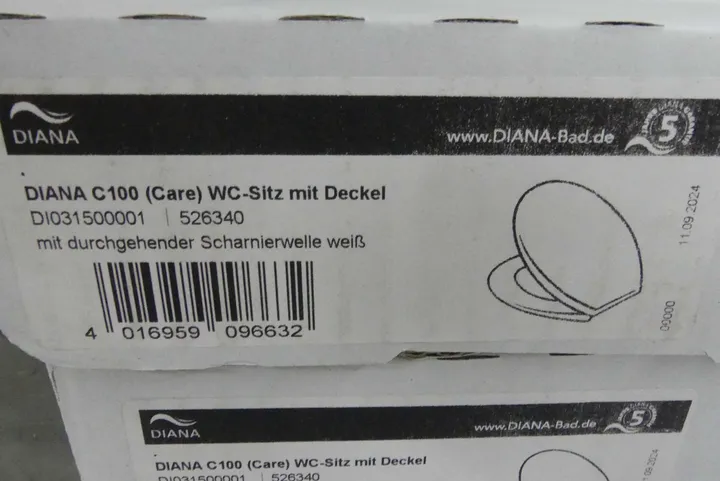 DIANA
www.DIANA-Bad.de
5
DIANA C100 (Care) WC-Sitz mit Deckel
DI031500001 | 526340
mit durchgehender Scharnierwelle weiß
4 016959 096632
11.09.2024
00000
DIANA
www.DIANA-Bad.de
5
DIANA C100 (Care) WC-Sitz mit Deckel
DI031500001 | 526340